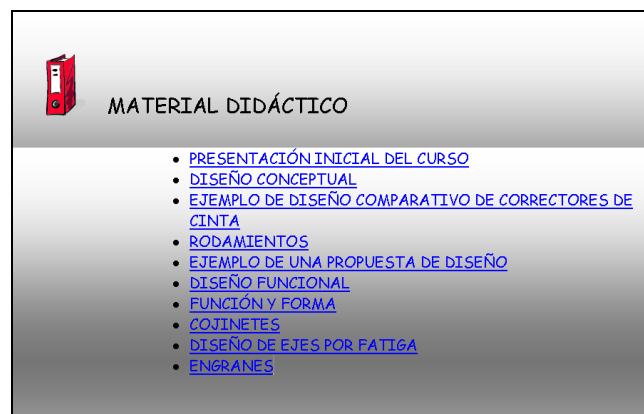 MATERIAL DIDÁCTICO
• PRESENTACIÓN INICIAL DEL CURSO
• DISEÑO CONCEPTUAL
• EJEMPLO DE DISEÑO COMPARATIVO DE CORRECTORES DE
CINTA
• RODAMIENTOS
• EJEMPLO DE UNA PROPUESTA DE DISEÑO
• DISEÑO FUNCIONAL
• FUNCIÓN Y FORMA
• COJINETES
• DISEÑO DE EJES POR FATIGA
• ENGRANES